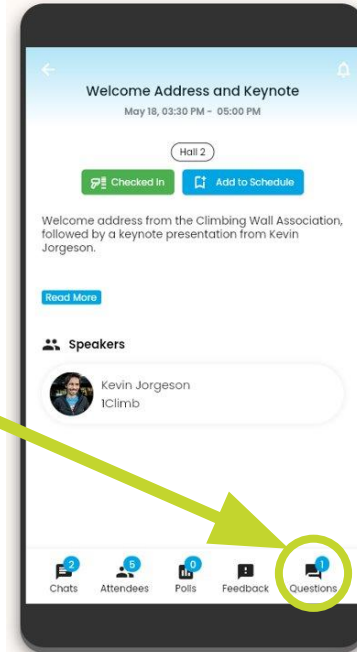 Welcome Address and Keynote
May 18, 03:30 PM - 05:00 PM
Hall 2
Checked In
Add to Schedule
Welcome address from the Climbing Wall Association,
followed by a keynote presentation from Kevin
Jorgeson.
Read More
Speakers
Kevin Jorgeson
1Climb
2 5 0 1
Chats Attendees Polls Feedback Questions